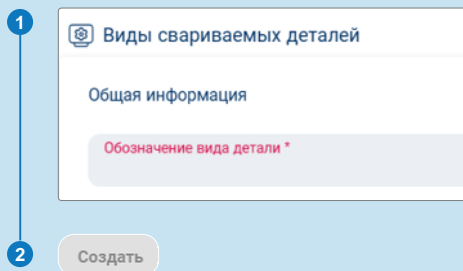 1
Виды свариваемых деталей
Общая информация
Обозначение вида детали *
2
Создать